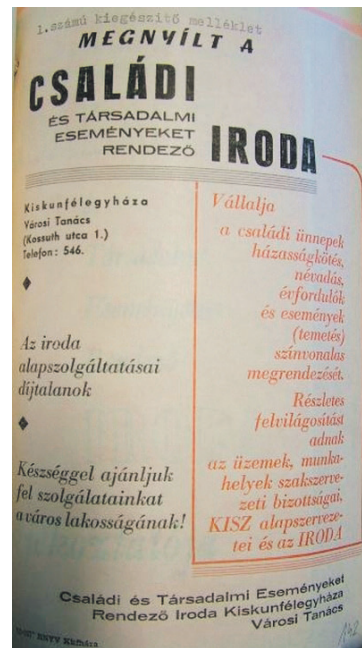 1.számú kiegészítő melléklet
MEGNYÍLT A
CSALÁDI
ÉS TÁRSADALMI
ESEMÉNYEKET
RENDEZŐ
IRODA
Kiskunfélegyháza
Városi Tanács
(Kossuth utca 1.)
Telefon: 546.
Az iroda
alapszolgáltatásai
díjtalanok
Készséggel ajánljuk
fel szolgálatainkat
a város lakosságának!
Vállalja
a családi ünnepek
házasságkötés,
névadás,
évfordulók
és események
(temetés)
színvonalas
megrendezését.
Részletes
felvilágosítást
adnak
az üzemek, munka-
helyek szakszerve-
zeti bizottságai,
KISZ alapszerveze-
tei és az IRODA
Családi és Társadalmi Eseményeket
Rendező Iroda Kiskunfélegyháza
Városi Tanács
142